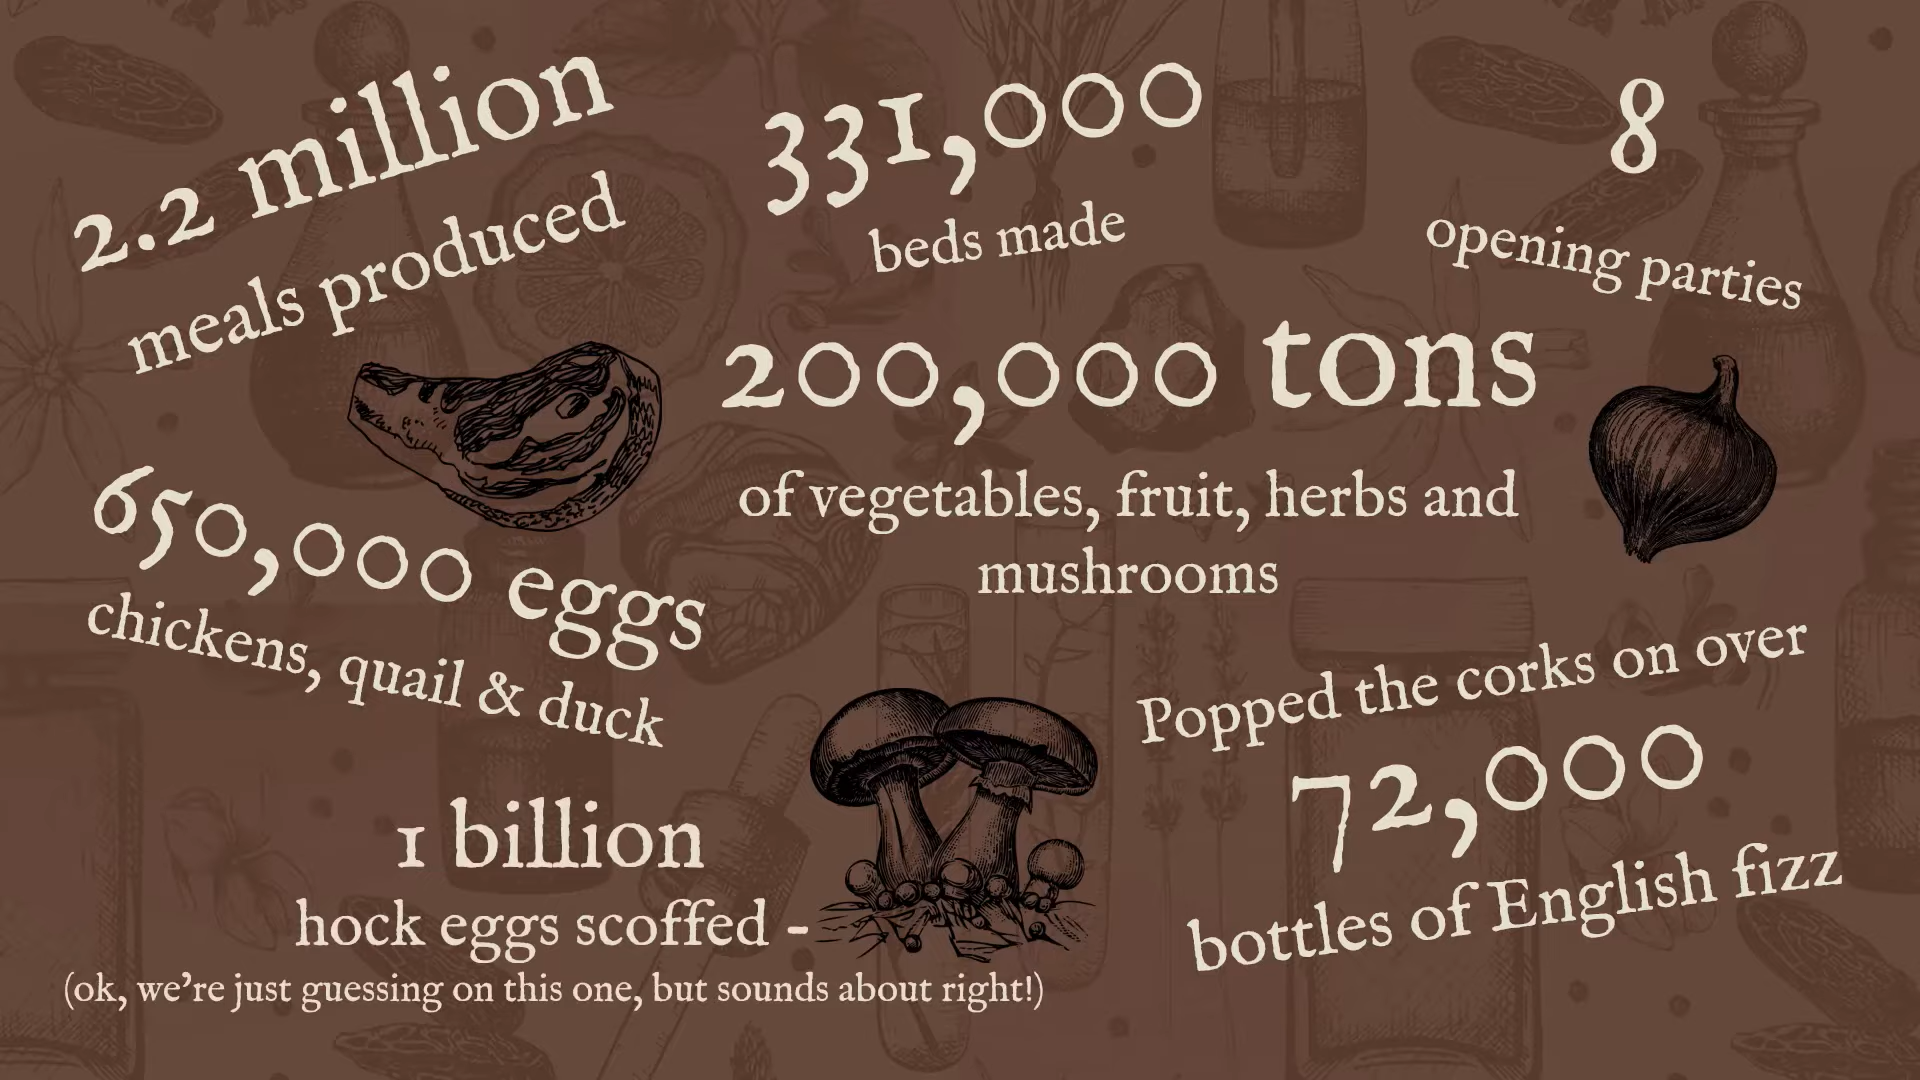 2.2 million
meals produced
331,000
beds made
8
opening parties
200,000 tons
of vegetables, fruit, herbs and
mushrooms
650,000 eggs
chickens, quail & duck
Popped the corks on over
72,000
bottles of English fizz
1 billion
hock eggs scoffed -
(ok, we're just guessing on this one, but sounds about right!)